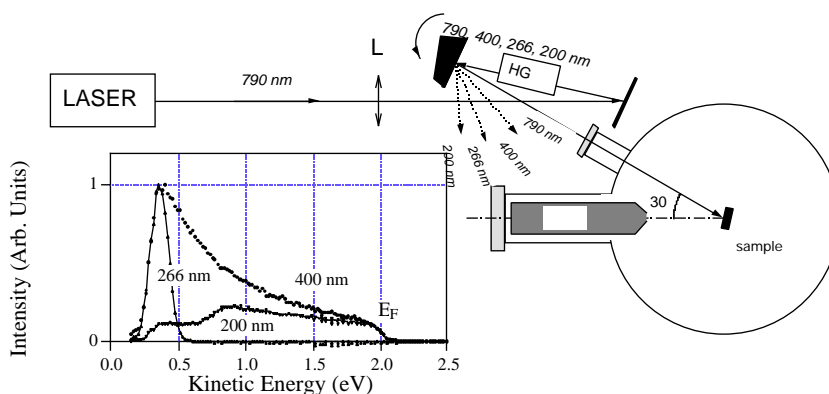 790, 400, 266, 200 nm
L
HG
790 nm
LASER
790 nm
200 nm
266 nm
400 nm
30
sample
Intensity (Arb. Units)
1
0
266 nm
400 nm
200 nm
EF
0.0 0.5 1.0 1.5 2.0 2.5
Kinetic Energy (eV)